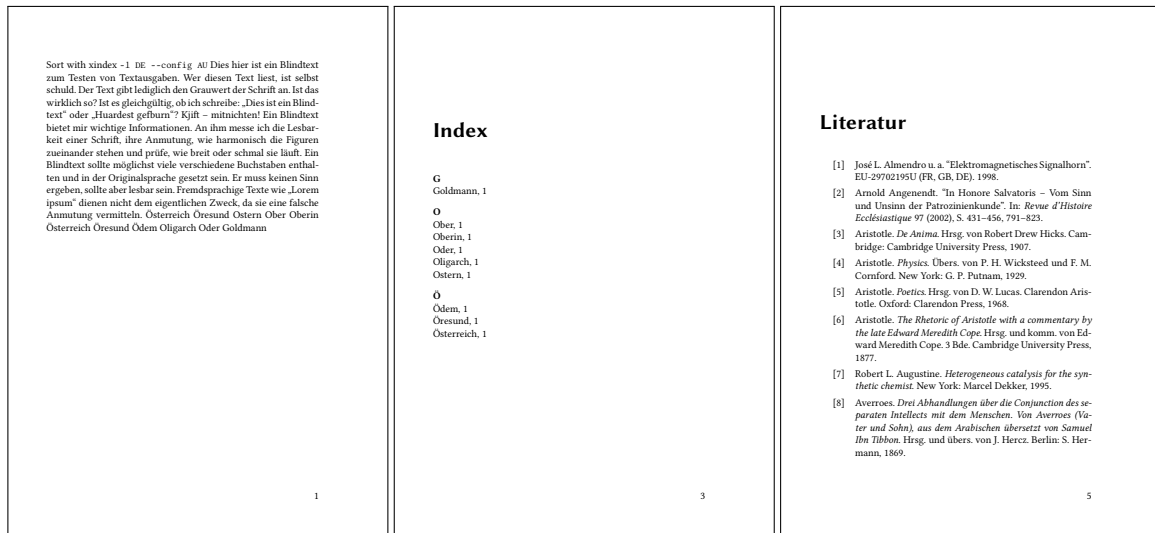 Sort with xindex -l DE --config AU Dies hier ist ein Blindtext
zum Testen von Textausgaben. Wer diesen Text liest, ist selbst
schuld. Der Text gibt lediglich den Grauwert der Schrift an. Ist das
wirklich so? Ist es gleichgültig, ob ich schreibe: „Dies ist ein Blind-
text“ oder „Huardest gefburn“? Kjift – mitnichten! Ein Blindtext
bietet mir wichtige Informationen. An ihm messe ich die Lesbar-
keit einer Schrift, ihre Anmutung, wie harmonisch die Figuren
zueinander stehen und prüfe, wie breit oder schmal sie läuft. Ein
Blindtext sollte möglichst viele verschiedene Buchstaben enthal-
ten und in der Originalsprache gesetzt sein. Er muss keinen Sinn
ergeben, sollte aber lesbar sein. Fremdsprachige Texte wie „Lorem
ipsum“ dienen nicht dem eigentlichen Zweck, da sie eine falsche
Anmutung vermitteln. Österreich Öresund Ostern Ober Oberin
Österreich Öresund Ödem Oligarch Oder Goldmann
1
Index
G
Goldmann, 1
O
Ober, 1
Oberin, 1
Oder, 1
Oligarch, 1
Ostern, 1
Ö
Ödem, 1
Öresund, 1
Österreich, 1
3
Literatur
[1] José L. Almendro u. a. “Elektromagnetisches Signalhorn”.
EU-29702195U (FR, GB, DE). 1998.
[2] Arnold Angenendt. “In Honore Salvatoris – Vom Sinn
und Unsinn der Patrozinienkunde”. In: Revue d’Histoire
Ecclésiastique 97 (2002), S. 431–456, 791–823.
[3] Aristotle. De Anima. Hrsg. von Robert Drew Hicks. Cam-
bridge: Cambridge University Press, 1907.
[4] Aristotle. Physics. Übers. von P. H. Wicksteed und F. M.
Cornford. New York: G. P. Putnam, 1929.
[5] Aristotle. Poetics. Hrsg. von D. W. Lucas. Clarendon Aris-
totle. Oxford: Clarendon Press, 1968.
[6] Aristotle. The Rhetoric of Aristotle with a commentary by
the late Edward Meredith Cope. Hrsg. und komm. von Ed-
ward Meredith Cope. 3 Bde. Cambridge University Press,
1877.
[7] Robert L. Augustine. Heterogeneous catalysis for the syn-
thetic chemist. New York: Marcel Dekker, 1995.
[8] Averroes. Drei Abhandlungen über die Conjunction des se-
paraten Intellects mit dem Menschen. Von Averroes (Va-
ter und Sohn), aus dem Arabischen übersetzt von Samuel
Ibn Tibbon. Hrsg. und übers. von J. Hercz. Berlin: S. Her-
mann, 1869.
5